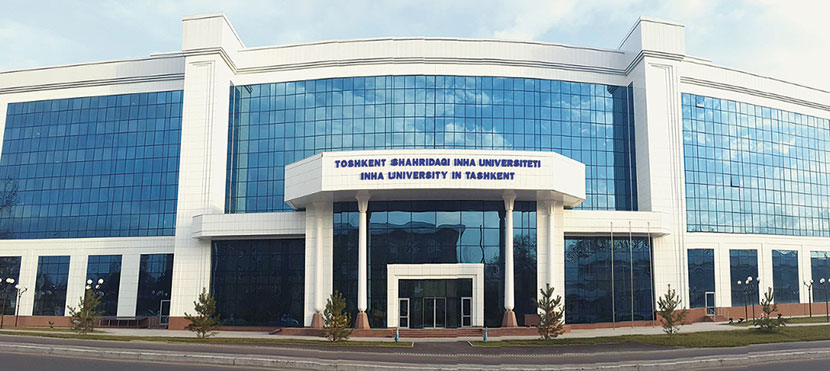 TOSHKENT SHAHRIDAGI INHA UNIVERSITETI
INHA UNIVERSITY IN TASHKENT